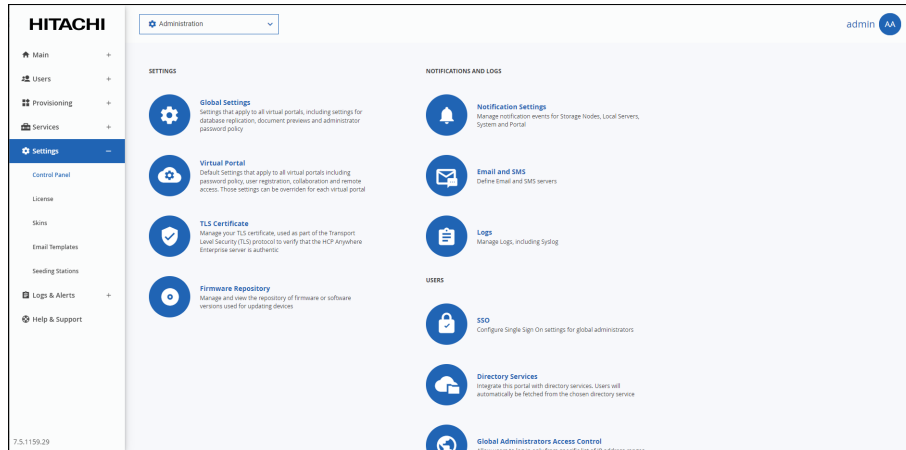 HITACHI
Administration
admin AA
Main +
Users +
Provisioning +
Services +
Settings −
Control Panel
License
Skins
Email Templates
Seeding Stations
Logs & Alerts +
Help & Support
7.5.1159.29
SETTINGS
Global Settings
Settings that apply to all virtual portals, including settings for
database replication, document previews and administrator
password policy
Virtual Portal
Default Settings that apply to all virtual portals including
password policy, user registration, collaboration and remote
access. Those settings can be overriden for each virtual portal
TLS Certificate
Manage your TLS certificate, used as part of the Transport
Level Security (TLS) protocol to verify that the HCP Anywhere
Enterprise server is authentic
Firmware Repository
Manage and view the repository of firmware or software
versions used for updating devices
NOTIFICATIONS AND LOGS
Notification Settings
Manage notification events for Storage Nodes, Local Servers,
System and Portal
Email and SMS
Define Email and SMS servers
Logs
Manage Logs, including Syslog
USERS
SSO
Configure Single Sign On settings for global administrators
Directory Services
Integrate this portal with directory services. Users will
automatically be fetched from the chosen directory service
Global Administrators Access Control